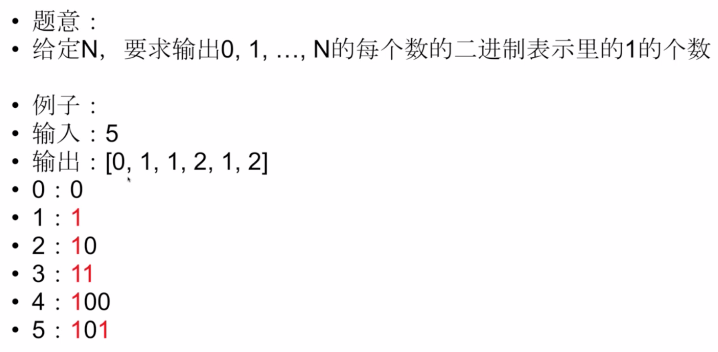 • 题意：
• 给定N，要求输出0, 1, …, N的每个数的二进制表示里的1的个数
• 例子：
• 输入：5
• 输出：[0, 1, 1, 2, 1, 2]
• 0：0
• 1：1
• 2：10
• 3：11
• 4：100
• 5：101